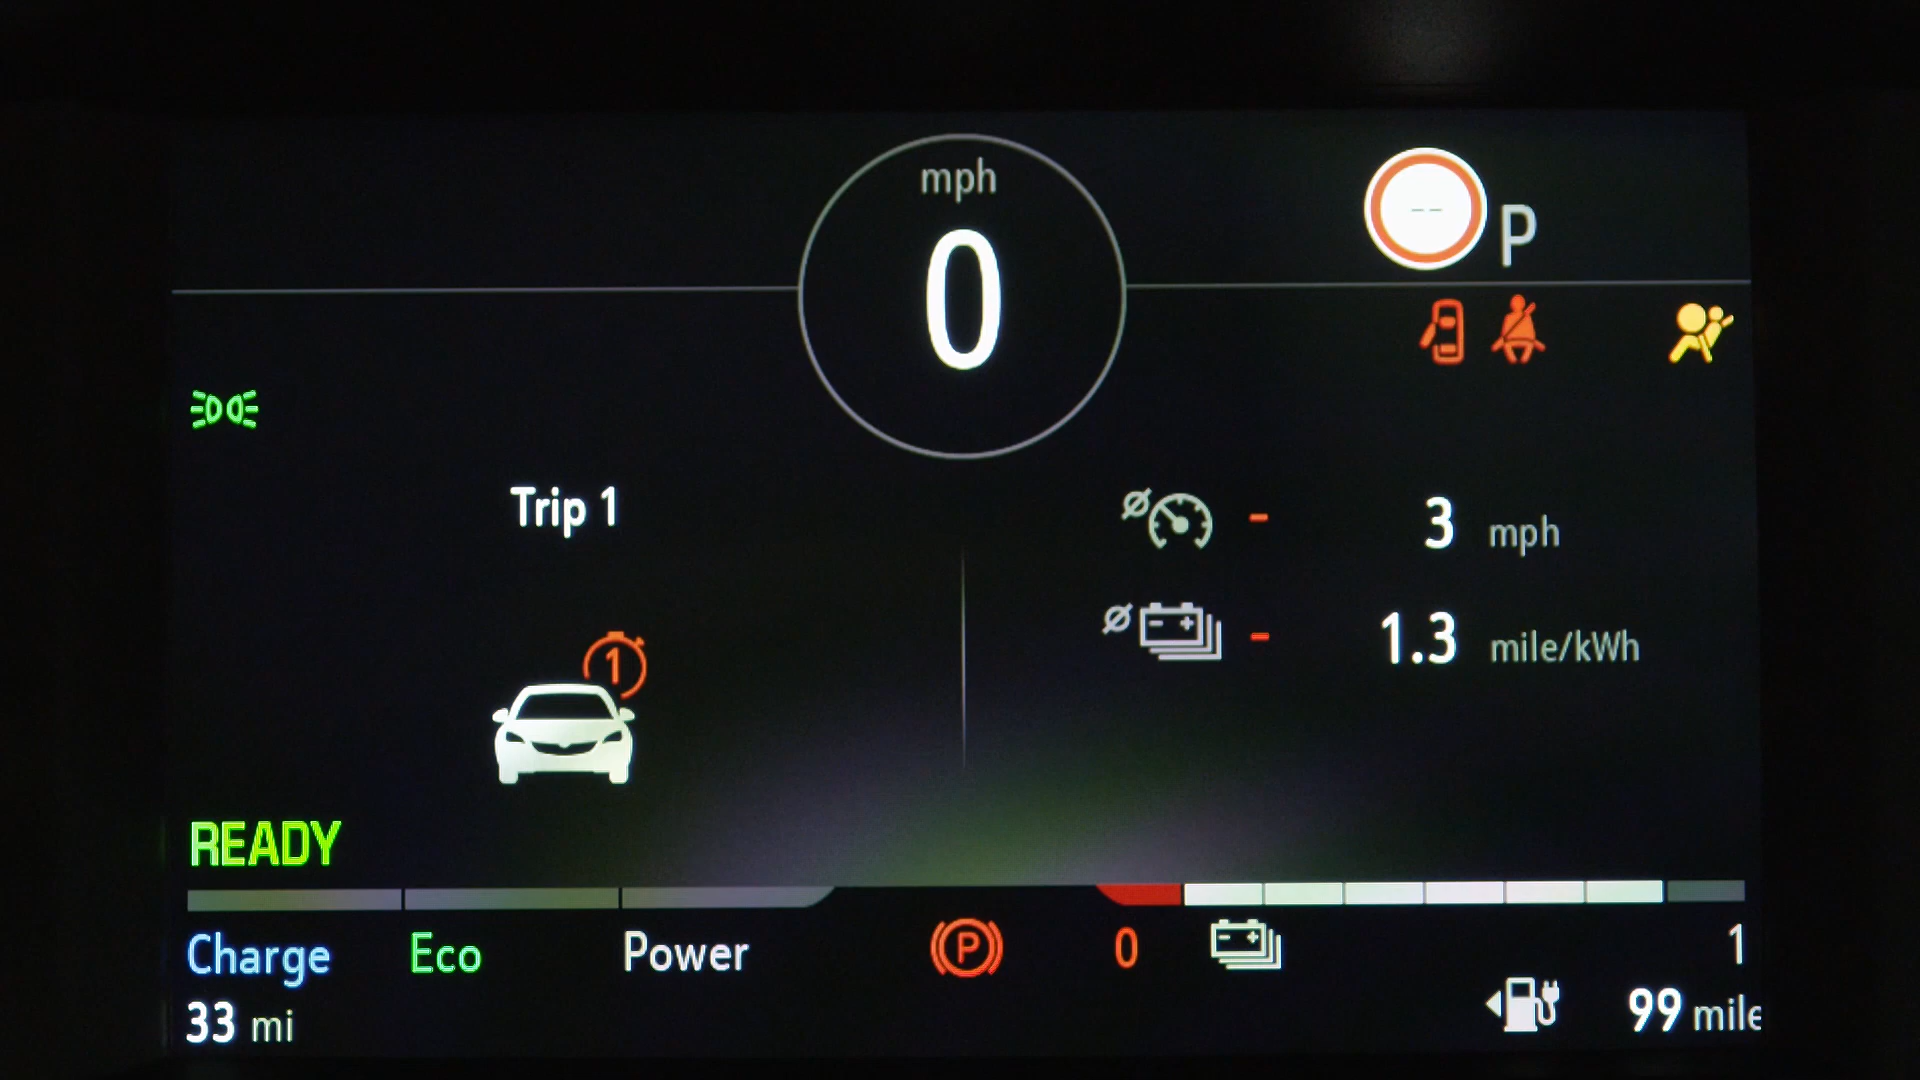 mph
0
--
P
Trip 1
- 3 mph
- 1.3 mile/kWh
1
READY
Charge Eco Power
P
0 1
33 mi
99 mile